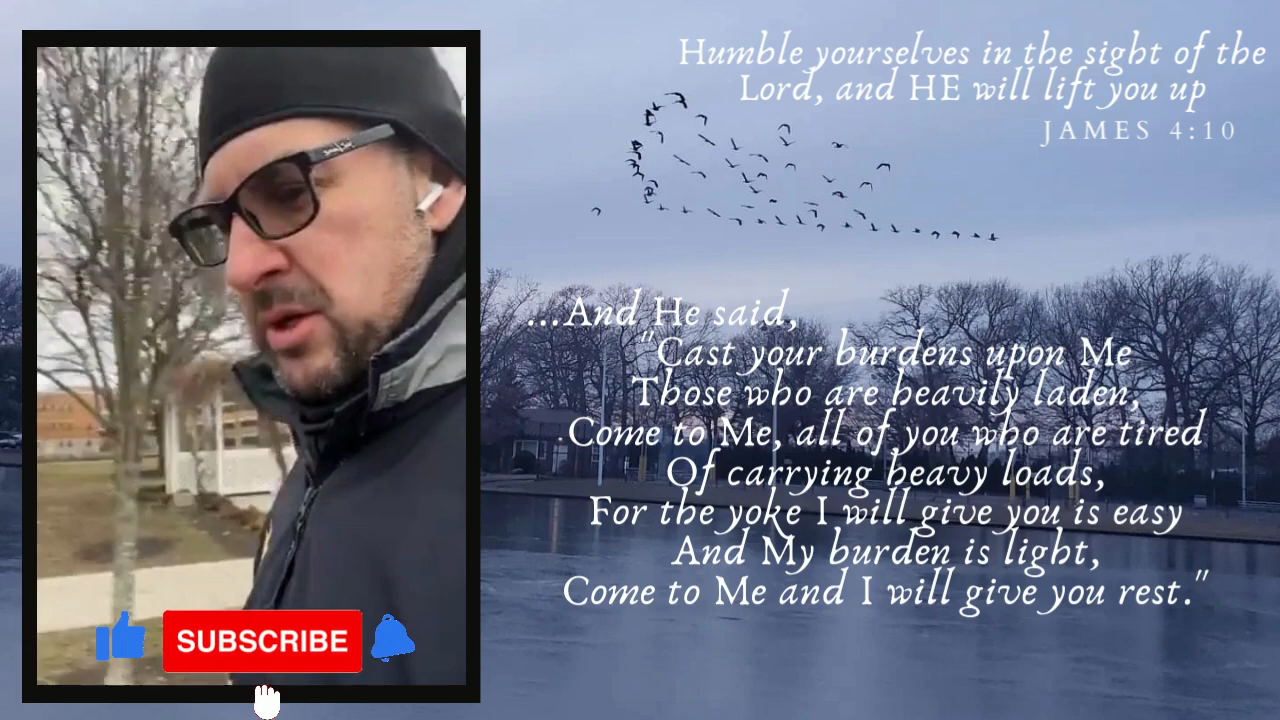 Humble yourselves in the sight of the
Lord, and HE will lift you up
JAMES 4:10
...And He said,
"Cast your burdens upon Me
Those who are heavily laden,
Come to Me, all of you who are tired
Of carrying heavy loads,
For the yoke I will give you is easy
And My burden is light,
Come to Me and I will give you rest."
SUBSCRIBE